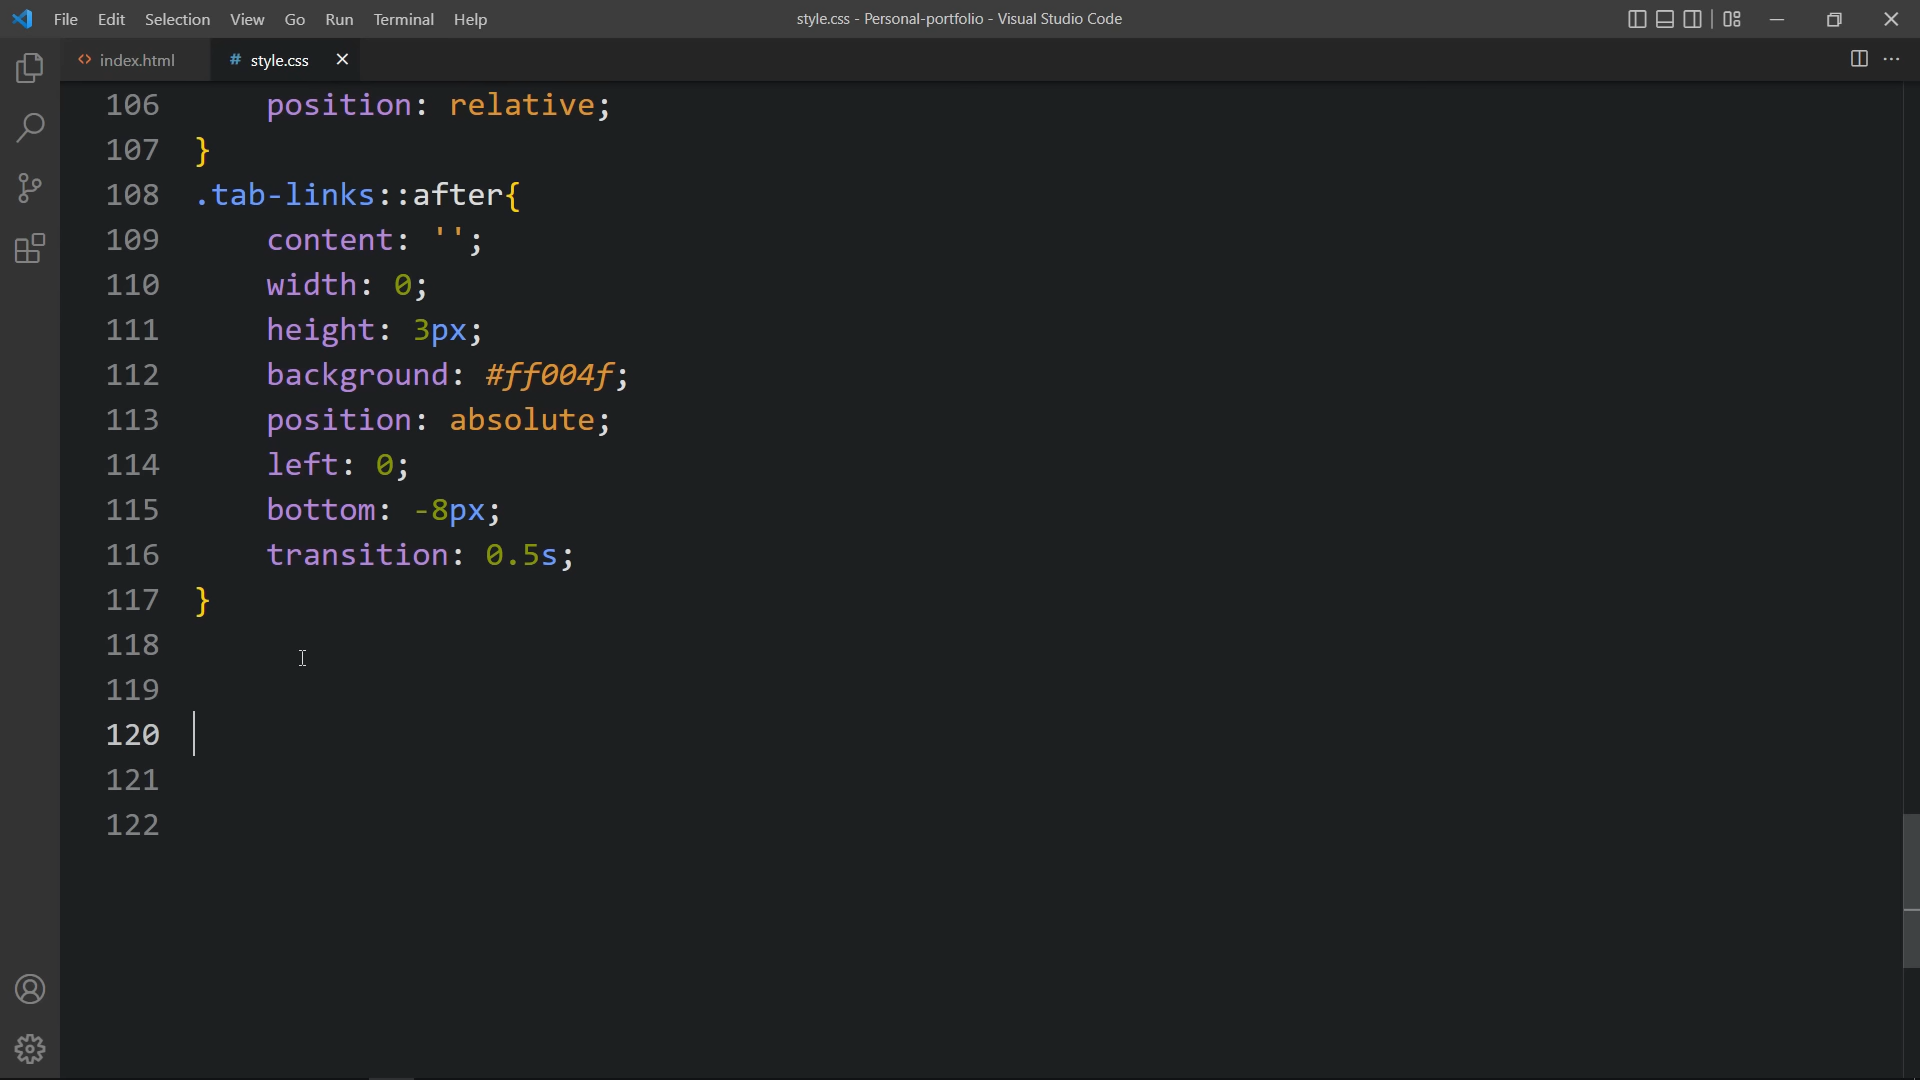 File Edit Selection View Go Run Terminal Help
style.css - Personal-portfolio - Visual Studio Code
<> index.html
# style.css
106 position: relative;
107 }
108 .tab-links::after{
109 content: '';
110 width: 0;
111 height: 3px;
112 background: #ff004f;
113 position: absolute;
114 left: 0;
115 bottom: -8px;
116 transition: 0.5s;
117 }
118
119
120
121
122